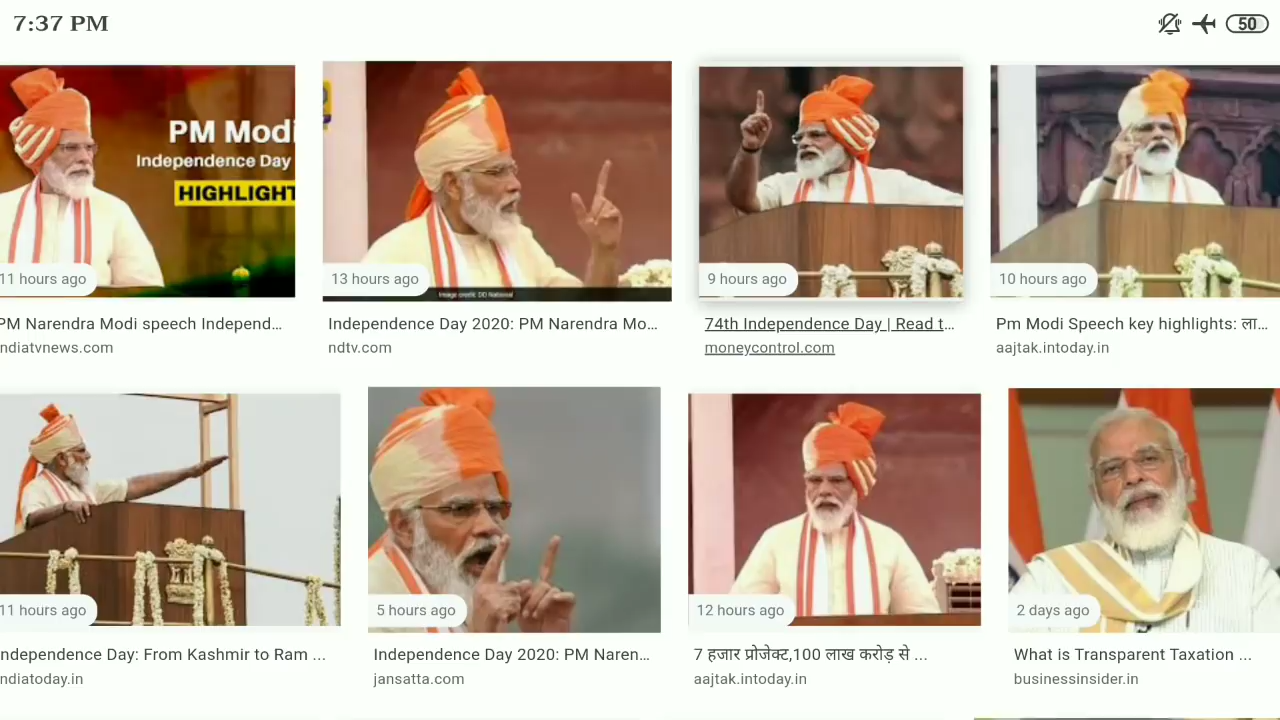 7:37 PM
50
PM Modi
Independence Day
HIGHLIGHT
11 hours ago
13 hours ago
Image credit: DD National
9 hours ago
10 hours ago
PM Narendra Modi speech Independ...
Independence Day 2020: PM Narendra Mo...
74th Independence Day | Read t...
Pm Modi Speech key highlights: ला...
ndiatvnews.com
ndtv.com
moneycontrol.com
aajtak.intoday.in
11 hours ago
5 hours ago
12 hours ago
2 days ago
ndependence Day: From Kashmir to Ram ...
Independence Day 2020: PM Naren...
7 हजार प्रोजेक्ट,100 लाख करोड़ से ...
What is Transparent Taxation ...
ndiatoday.in
jansatta.com
aajtak.intoday.in
businessinsider.in